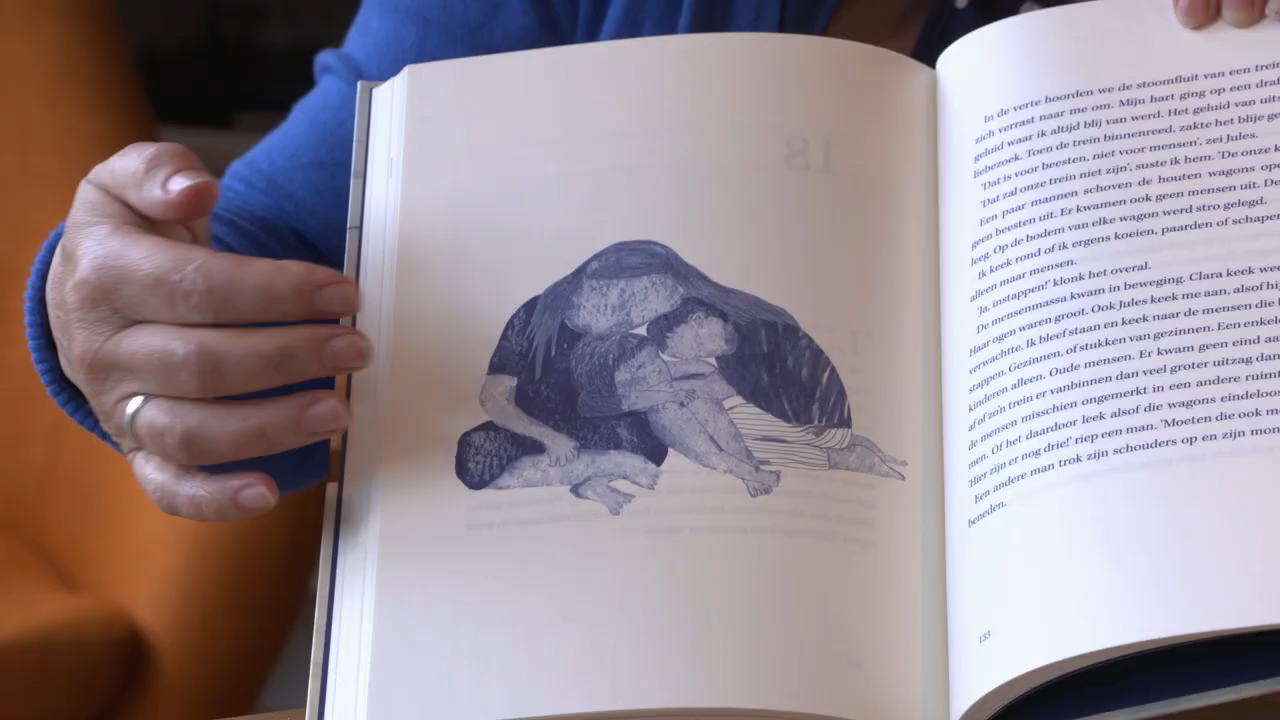 In de verte hoorden we de stoomfluit van een trein
zich verrast naar me om. Mijn hart ging op een draf
geluid waar ik altijd blij van werd. Het geluid van uits
liebezoek. Toen de trein binnenreed, zakte het blije ge
'Dat is voor beesten, niet voor mensen', zei Jules.
'Dat zal onze trein niet zijn', suste ik hem. 'De onze k
Een paar mannen schoven de houten wagons ope
geen beesten uit. Er kwamen ook geen mensen uit. De
leeg. Op de bodem van elke wagon werd stro gelegd.
Ik keek rond of ik ergens koeien, paarden of schape
alleen maar mensen.
'Ja, instappen!' klonk het overal.
De mensenmassa kwam in beweging. Clara keek wee
Haar ogen waren groot. Ook Jules keek me aan, alsof hij
verwachtte. Ik bleef staan en keek naar de mensen die
stappen. Gezinnen, of stukken van gezinnen. Een enkel
kinderen alleen. Oude mensen. Er kwam geen eind aa
af of zo'n trein er vanbinnen dan veel groter uitzag dan
de mensen misschien ongemerkt in een andere ruim
men. Of het daardoor leek alsof die wagons eindeloo
'Hier zijn er nog drie!' riep een man. 'Moeten die ook m
Een andere man trok zijn schouders op en zijn mon
beneden.
153
18